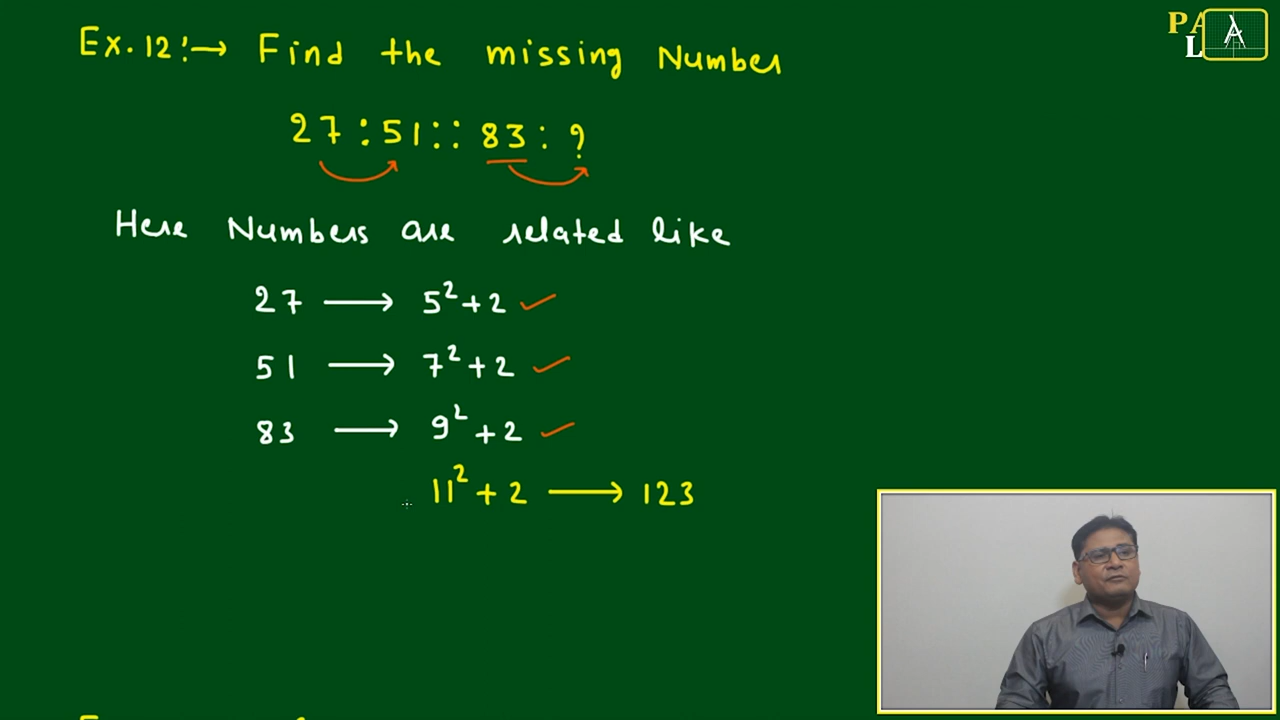 Ex. 12:→ Find the missing Number
27 : 51 :: 83 : ?
Here Numbers are related like
27 → 5²+2 ✓
51 → 7²+2 ✓
83 → 9²+2 ✓
11²+2 → 123
PA
L